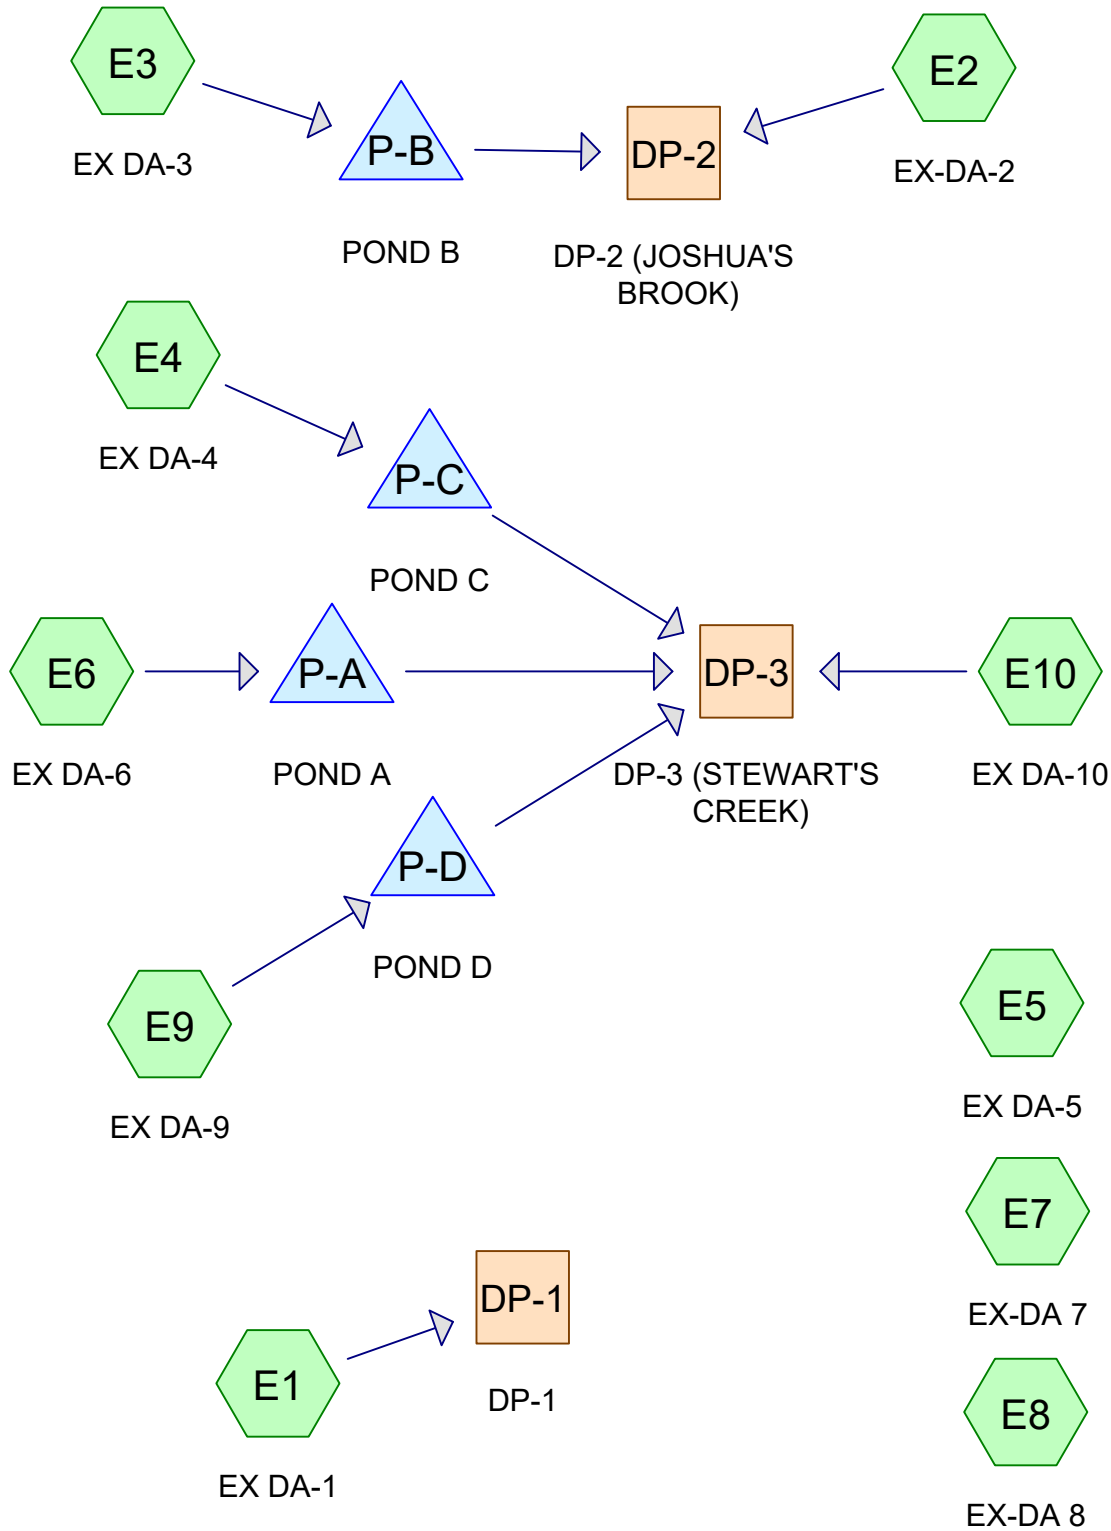 E3
EX DA-3
P-B
POND B
DP-2
DP-2 (JOSHUA'S
BROOK)
E2
EX-DA-2
E4
EX DA-4
P-C
POND C
E6
EX DA-6
P-A
POND A
DP-3
DP-3 (STEWART'S
CREEK)
E10
EX DA-10
P-D
POND D
E9
EX DA-9
E5
EX DA-5
E7
EX-DA 7
DP-1
DP-1
E1
EX DA-1
E8
EX-DA 8